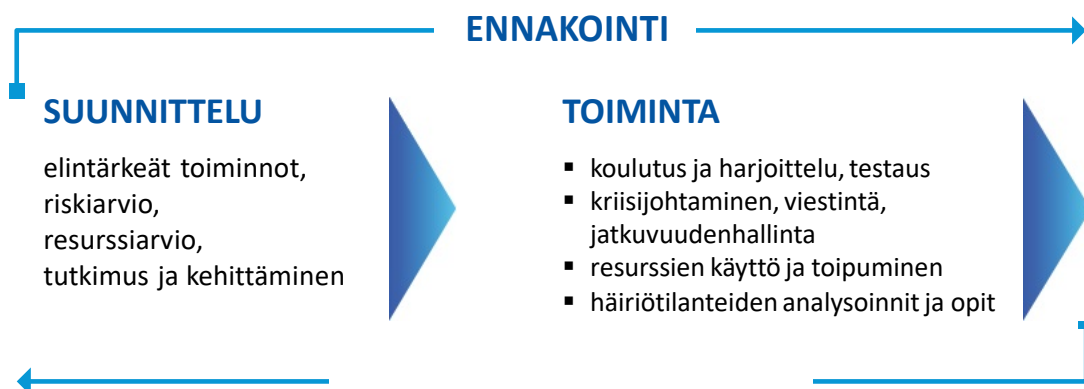 ENNAKOINTI
SUUNNITTELU
elintärkeät toiminnot,
riskiarvio,
resurssiarvio,
tutkimus ja kehittäminen
TOIMINTA
▪ koulutus ja harjoittelu, testaus
▪ kriisijohtaminen, viestintä,
jatkuvuudenhallinta
▪ resurssien käyttö ja toipuminen
▪ häiriötilanteiden analysoinnit ja opit